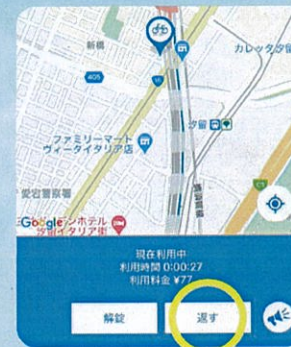 新橋
カレッタ汐留
405
15
汐留
ファミリーマート
ヴィータイタリア店
愛宕警察署
Google
ンホテル
汐留イタリア街
C1
現在利用中
利用時間 0:00:27
利用料金 ¥77
解錠
返す